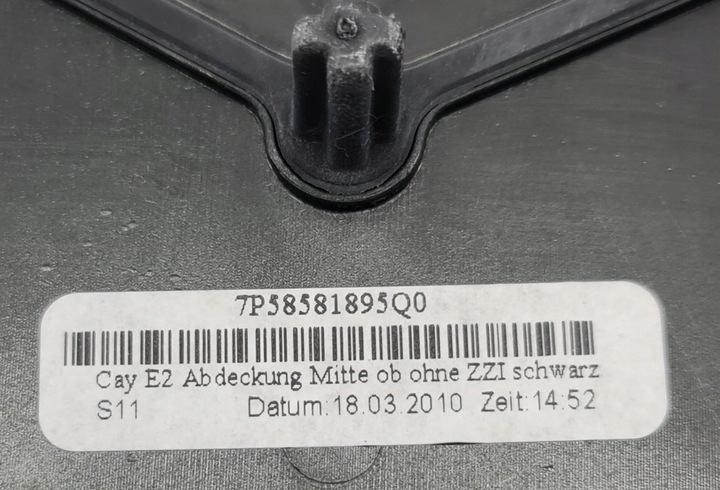 7P58581895Q0
Cay E2 Abdeckung Mitte ob ohne ZZI schwarz
S11 Datum:18.03.2010 Zeit:14:52